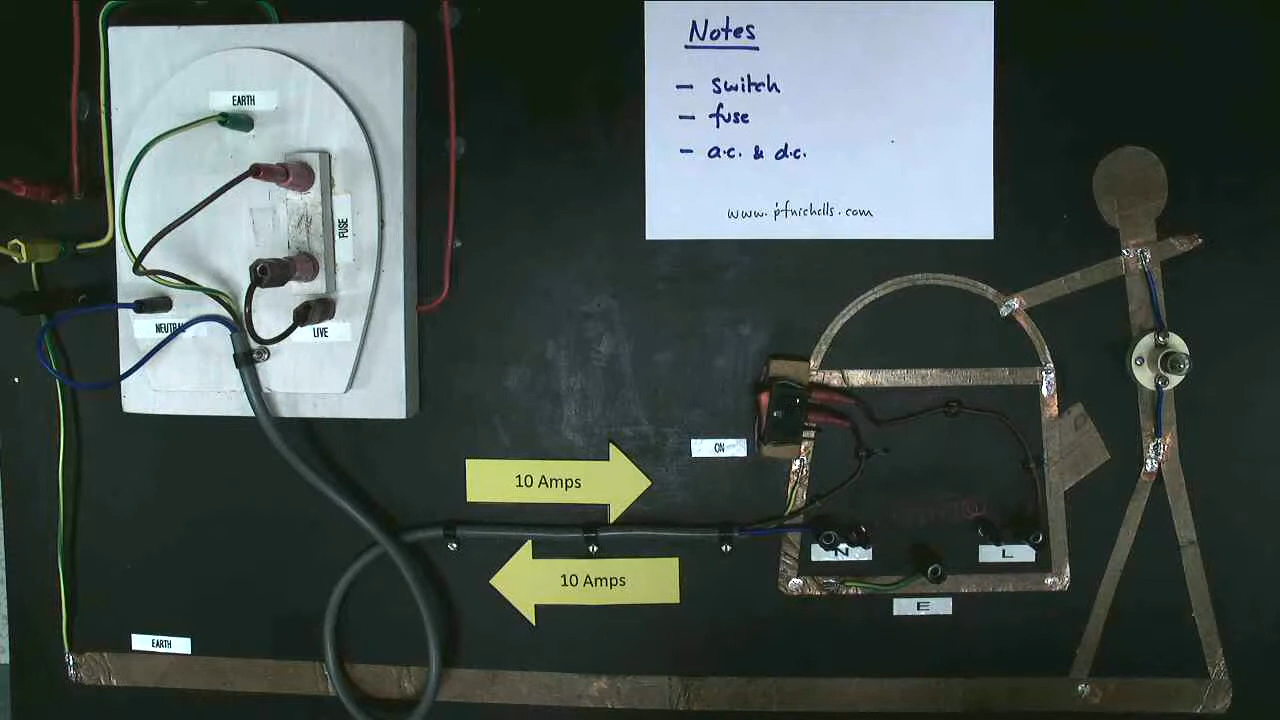 Notes
- switch
- fuse
- a.c. & d.c.
www.pfnicholls.com
EARTH
FUSE
NEUTRAL
LIVE
ON
10 Amps
10 Amps
N
L
E
EARTH